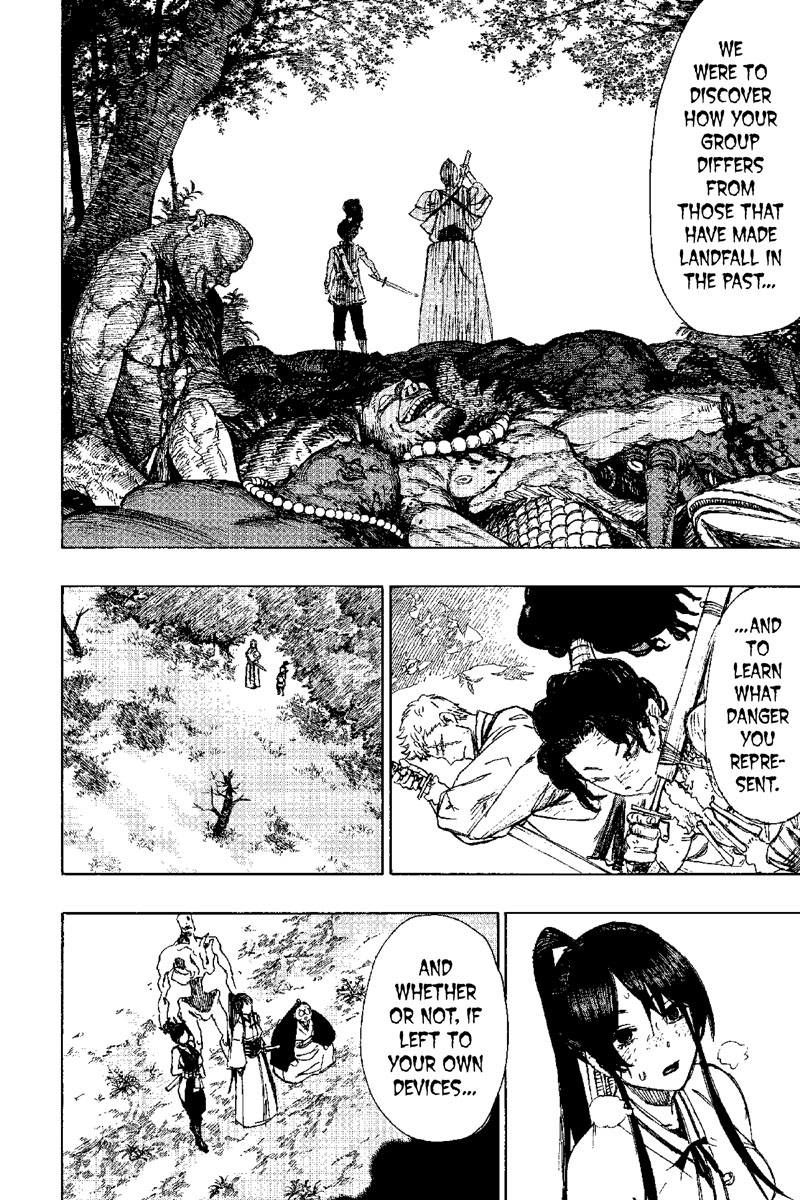 WE
WERE TO
DISCOVER
HOW YOUR
GROUP
DIFFERS
FROM
THOSE THAT
HAVE MADE
LANDFALL IN
THE PAST...
...AND
TO
LEARN
WHAT
DANGER
YOU
REPRE-
SENT.
AND
WHETHER
OR NOT, IF
LEFT TO
YOUR OWN
DEVICES...